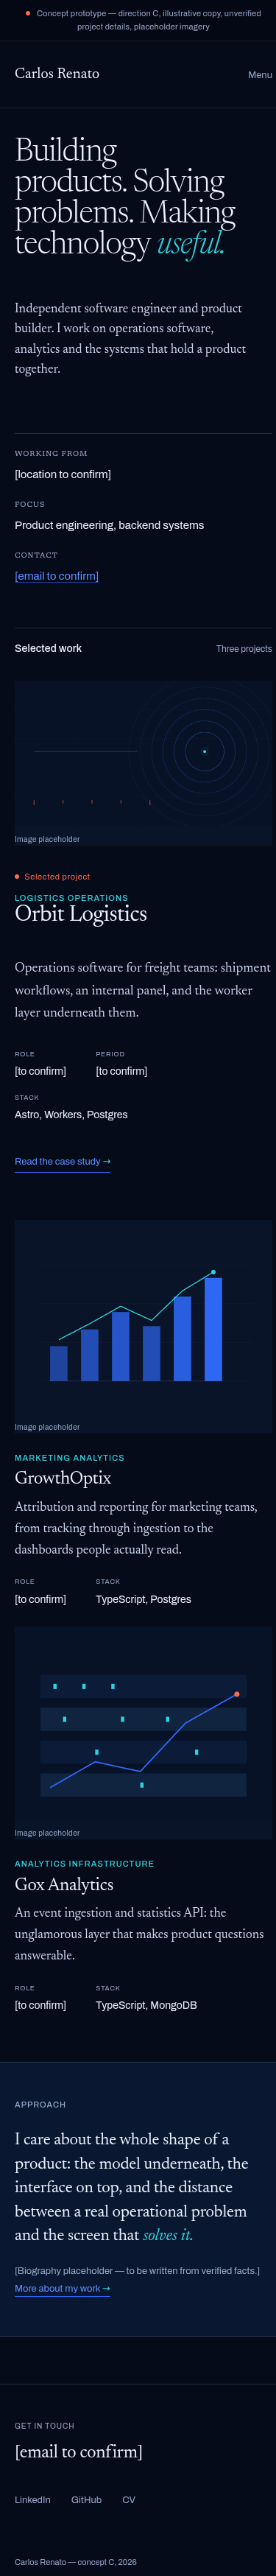 Concept prototype — direction C, illustrative copy, unverified
project details, placeholder imagery
Carlos Renato
Menu
Building
products. Solving
problems. Making
technology useful.
Independent software engineer and product
builder. I work on operations software,
analytics and the systems that hold a product
together.
WORKING FROM
[location to confirm]
FOCUS
Product engineering, backend systems
CONTACT
[email to confirm]
Selected work
Three projects
Image placeholder
Selected project
LOGISTICS OPERATIONS
Orbit Logistics
Operations software for freight teams: shipment
workflows, an internal panel, and the worker
layer underneath them.
ROLE
[to confirm]
PERIOD
[to confirm]
STACK
Astro, Workers, Postgres
Read the case study →
Image placeholder
MARKETING ANALYTICS
GrowthOptix
Attribution and reporting for marketing teams,
from tracking through ingestion to the
dashboards people actually read.
ROLE
[to confirm]
STACK
TypeScript, Postgres
Image placeholder
ANALYTICS INFRASTRUCTURE
Gox Analytics
An event ingestion and statistics API: the
unglamorous layer that makes product questions
answerable.
ROLE
[to confirm]
STACK
TypeScript, MongoDB
APPROACH
I care about the whole shape of a
product: the model underneath, the
interface on top, and the distance
between a real operational problem
and the screen that solves it.
[Biography placeholder — to be written from verified facts.]
More about my work →
GET IN TOUCH
[email to confirm]
LinkedIn GitHub CV
Carlos Renato — concept C, 2026